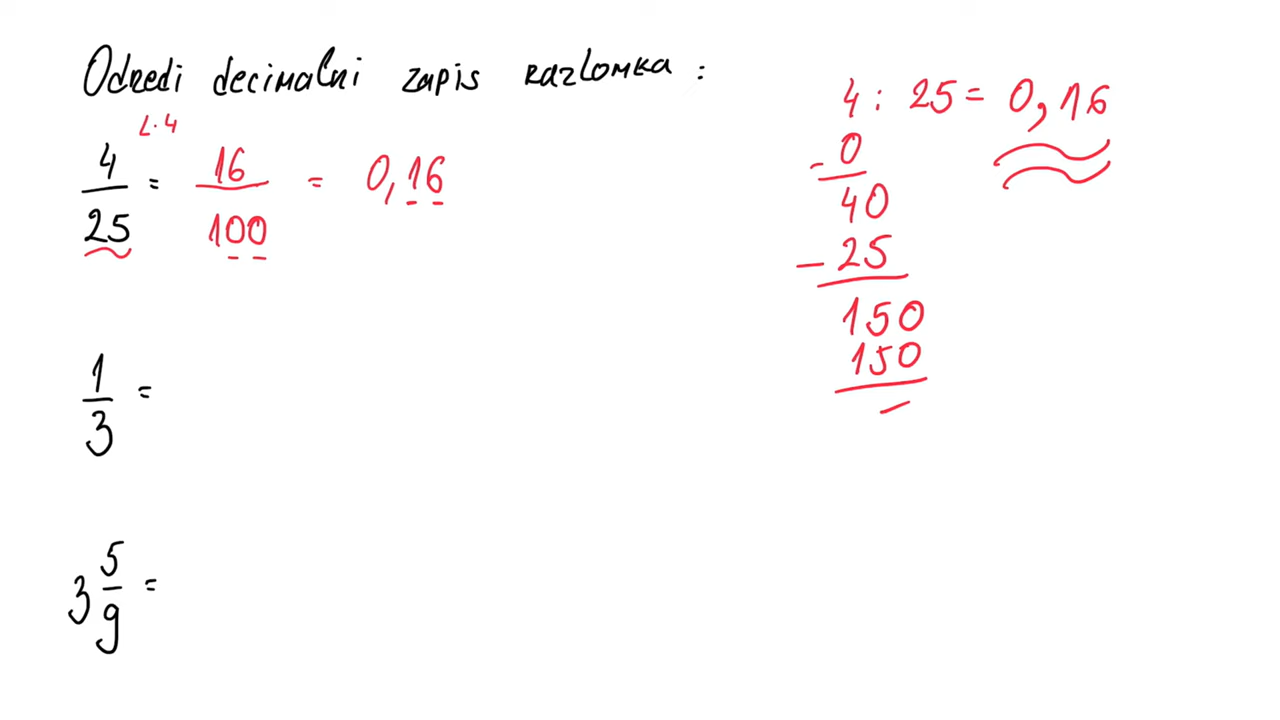 Odredi decimalni zapis razlomka :
4/25 = ∟·4 16/100 = 0,16
1/3 =
3 5/9 =
4 : 25 = 0,16
- 0
40
- 25
150
150